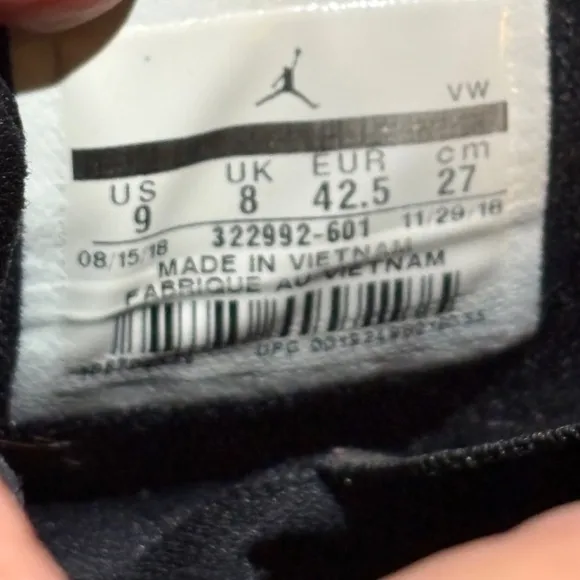 VW
US UK EUR cm
9 8 42.5 27
08/15/18 322992-601 11/29/18
MADE IN VIETNAM
FABRIQUE AU VIETNAM